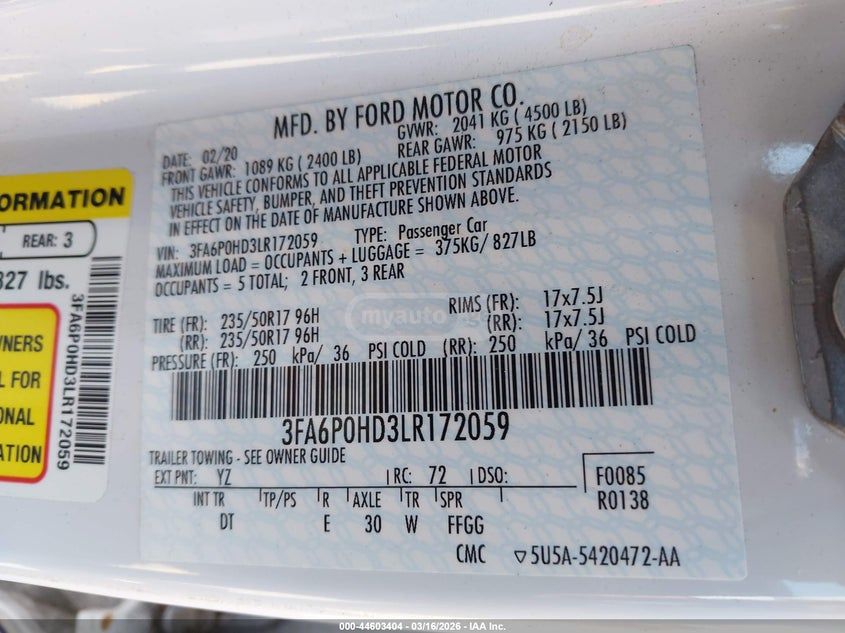 MFD. BY FORD MOTOR CO.
DATE: 02/20 GVWR: 2041 KG ( 4500 LB)
FRONT GAWR: 1089 KG ( 2400 LB) REAR GAWR: 975 KG ( 2150 LB)
THIS VEHICLE CONFORMS TO ALL APPLICABLE FEDERAL MOTOR
VEHICLE SAFETY, BUMPER, AND THEFT PREVENTION STANDARDS
IN EFFECT ON THE DATE OF MANUFACTURE SHOWN ABOVE.
VIN: 3FA6P0HD3LR172059 TYPE: Passenger Car
MAXIMUM LOAD = OCCUPANTS + LUGGAGE = 375KG/ 827LB
OCCUPANTS = 5 TOTAL; 2 FRONT, 3 REAR
TIRE (FR): 235/50R17 96H RIMS (FR): 17x7.5J
(RR): 235/50R17 96H (RR): 17x7.5J
PRESSURE (FR): 250 kPa/ 36 PSI COLD (RR): 250 kPa/ 36 PSI COLD
3FA6P0HD3LR172059
TRAILER TOWING - SEE OWNER GUIDE
EXT PNT: YZ RC: 72 DSO: F0085
INT TR TP/PS R AXLE TR SPR R0138
DT E 30 W FFGG
CMC ▽5U5A-5420472-AA
ORMATION
REAR: 3
327 lbs.
WNERS
L FOR
ONAL
ATION
3FA6P0HD3LR172059
myauto
000-44603404 | 03/16/2026 | IAA Inc.